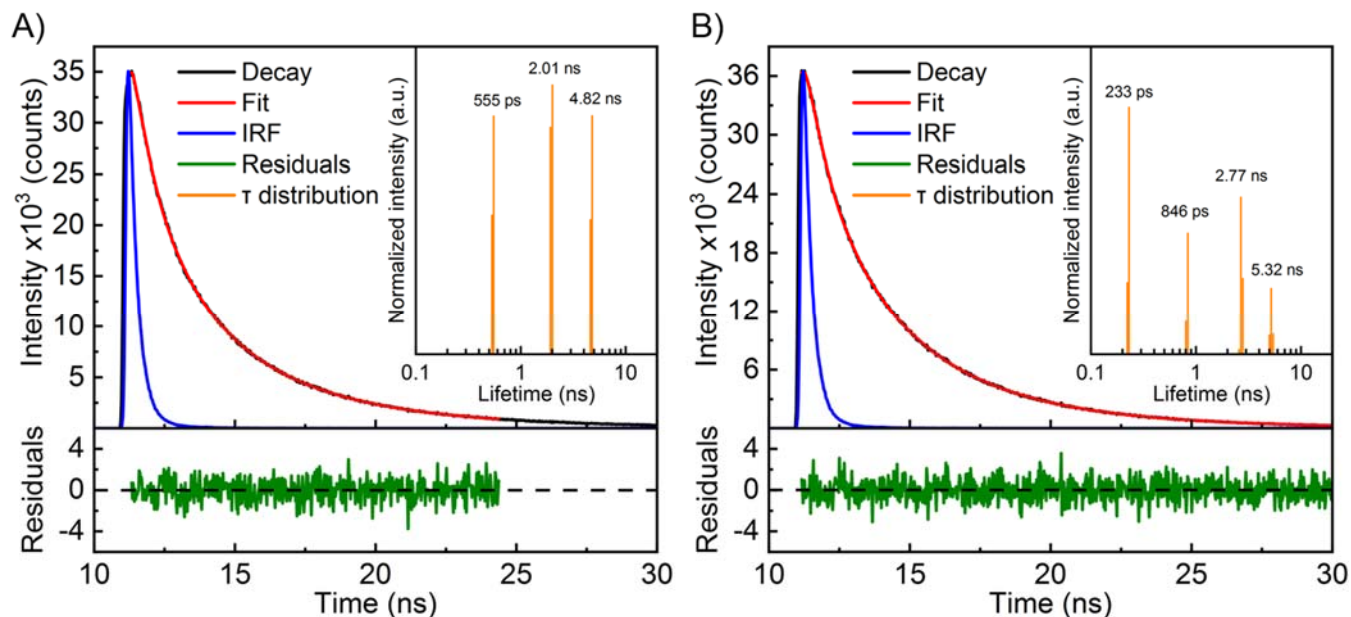 A)
Intensity x10³ (counts)
35
30
25
20
15
10
5
Decay
Fit
IRF
Residuals
τ distribution
Normalized intensity (a.u.)
555 ps
2.01 ns
4.82 ns
0.1 1 10
Lifetime (ns)
Residuals
4
0
-4
10 15 20 25 30
Time (ns)
B)
Intensity x10³ (counts)
36
30
24
18
12
6
Decay
Fit
IRF
Residuals
τ distribution
Normalized intensity (a.u.)
233 ps
846 ps
2.77 ns
5.32 ns
0.1 1 10
Lifetime (ns)
Residuals
4
0
-4
10 15 20 25 30
Time (ns)